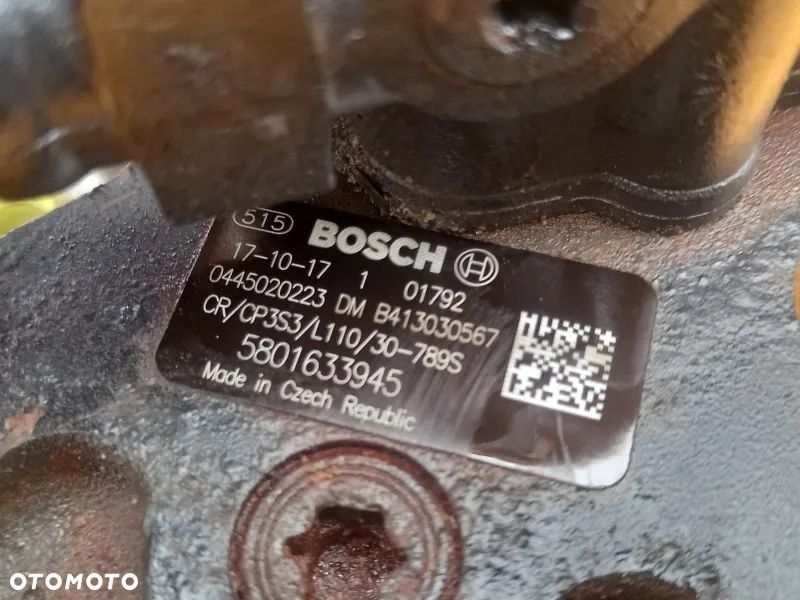 515 BOSCH
17-10-17 1 01792
0445020223 DM B413030567
CR/CP3S3/L110/30-789S
5801633945
Made in Czech Republic
OTOMOTO